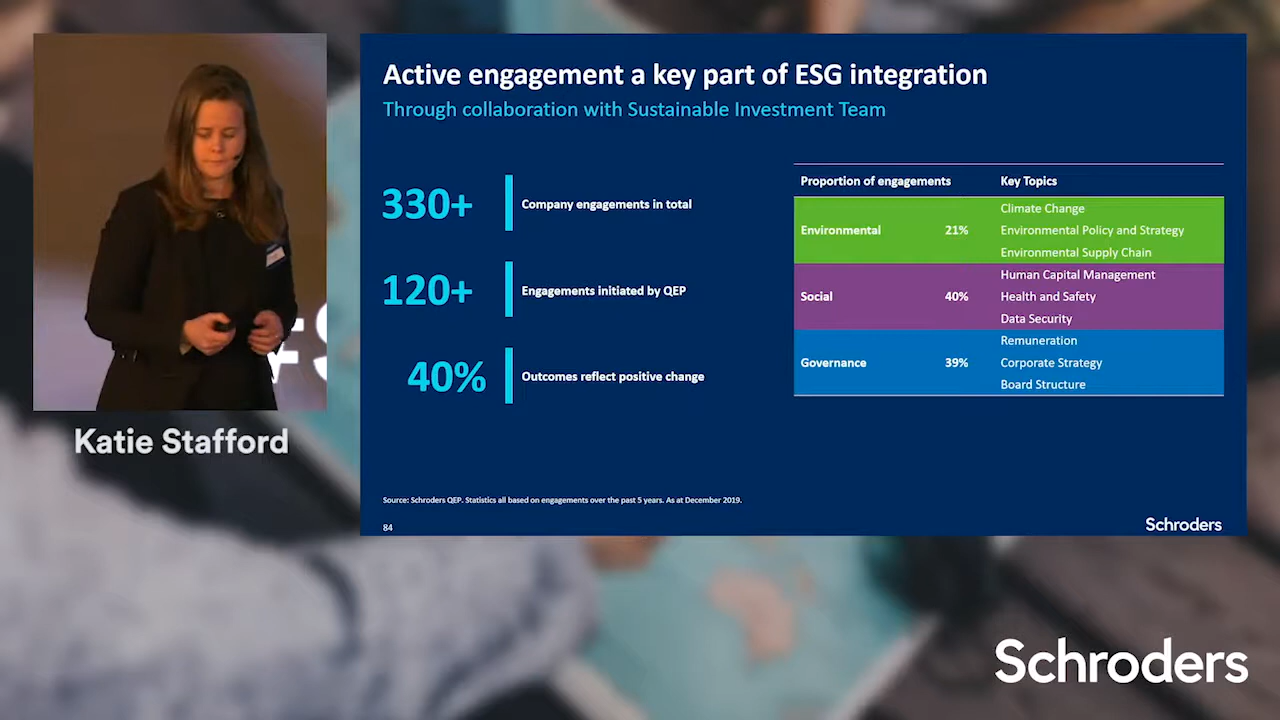 Active engagement a key part of ESG integration
Through collaboration with Sustainable Investment Team
330+
Company engagements in total
120+
Engagements initiated by QEP
40%
Outcomes reflect positive change
Proportion of engagements Key Topics
Environmental 21%
Climate Change
Environmental Policy and Strategy
Environmental Supply Chain
Social 40%
Human Capital Management
Health and Safety
Data Security
Governance 39%
Remuneration
Corporate Strategy
Board Structure
Source: Schroders QEP. Statistics all based on engagements over the past 5 years. As at December 2019.
84
Schroders
Katie Stafford
Schroders